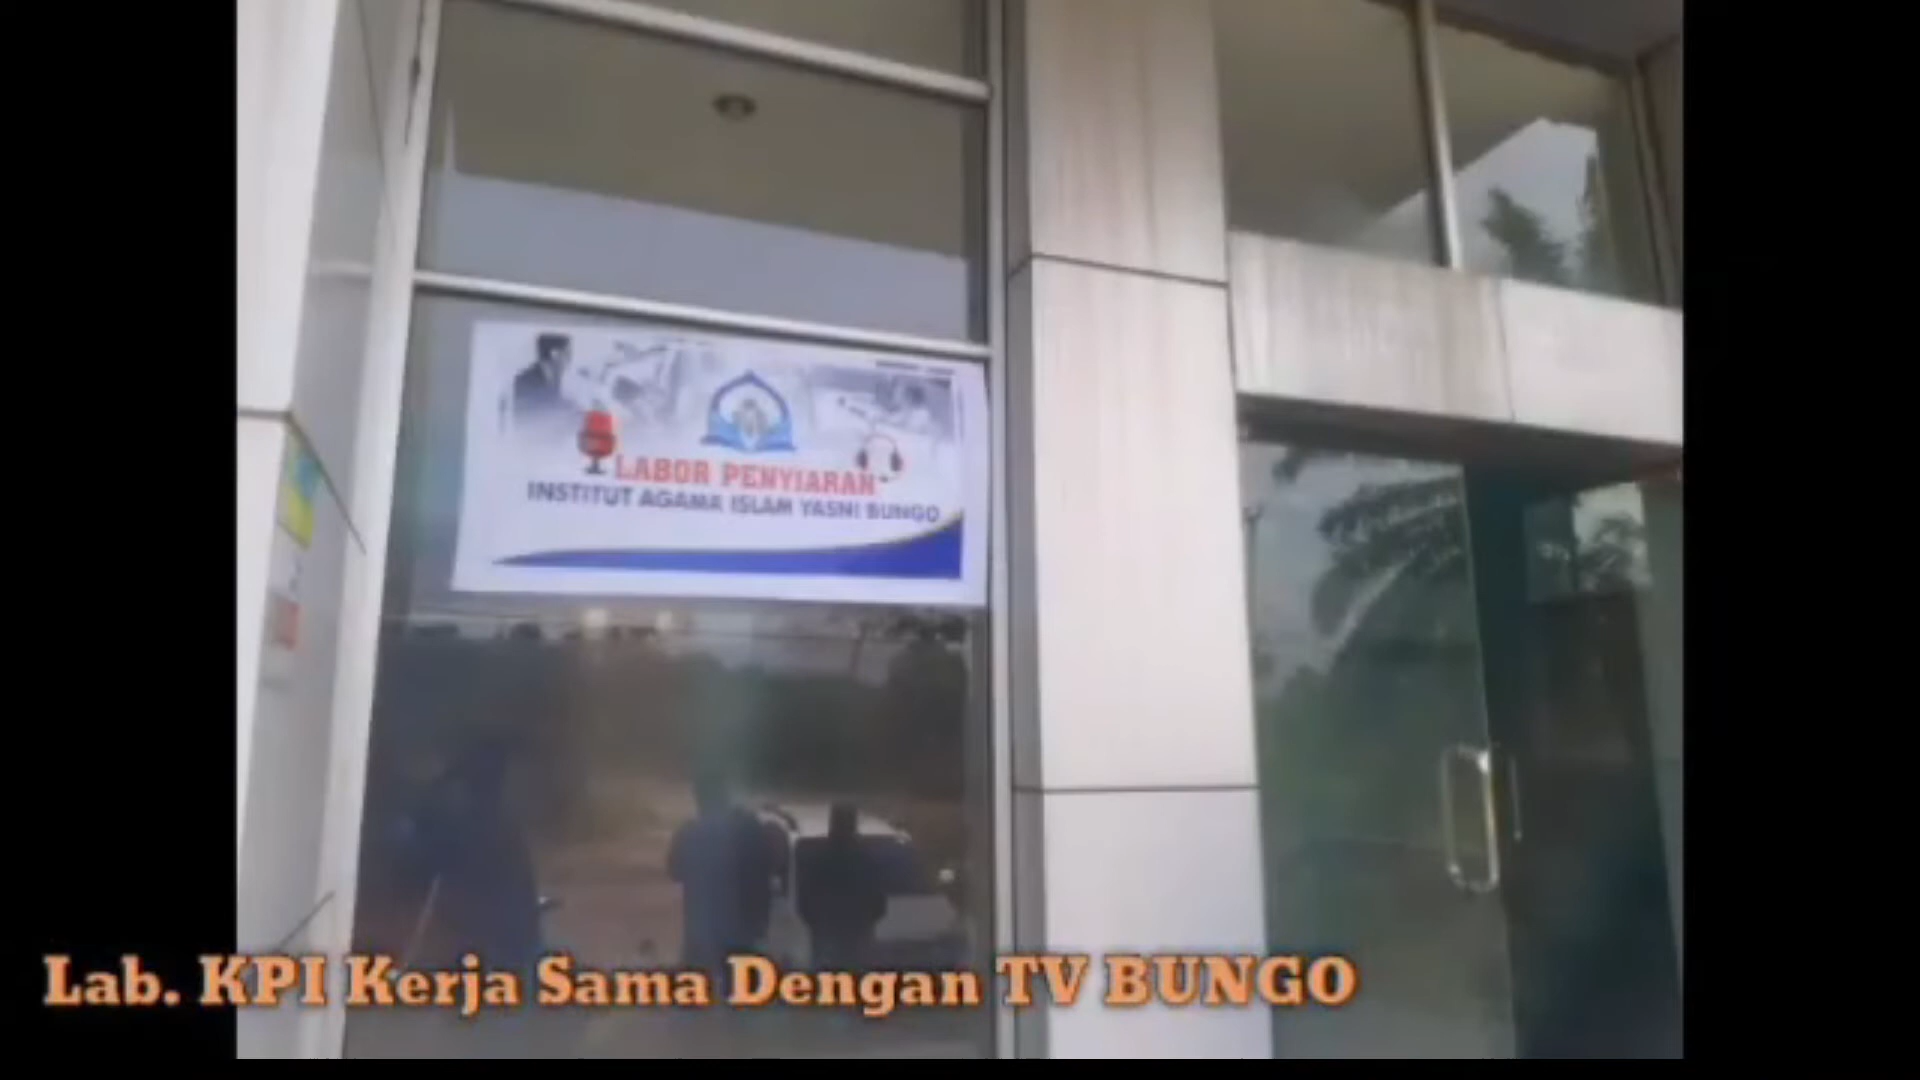 LABOR PENYIARAN
INSTITUT AGAMA ISLAM YASNI BUNGO
Lab. KPI Kerja Sama Dengan TV BUNGO